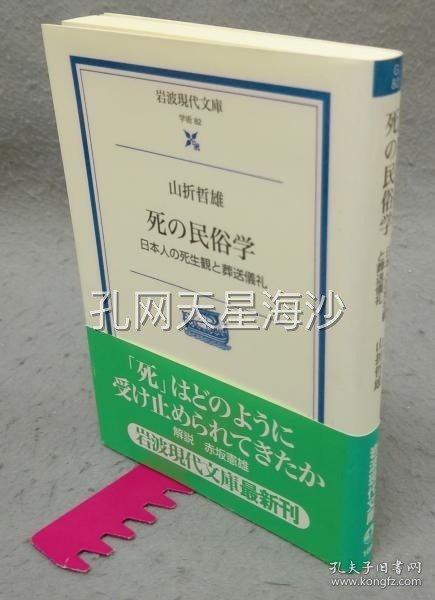 岩波現代文庫
学術 82
山折哲雄
死の民俗学
日本人の死生観と葬送儀礼
孔网天星海沙
「死」はどのように
受け止められてきたか
解説 赤坂憲雄
岩波現代文庫最新刊
G
82
死の民俗学
山折哲雄
孔夫子旧书网
www.kongfz.com